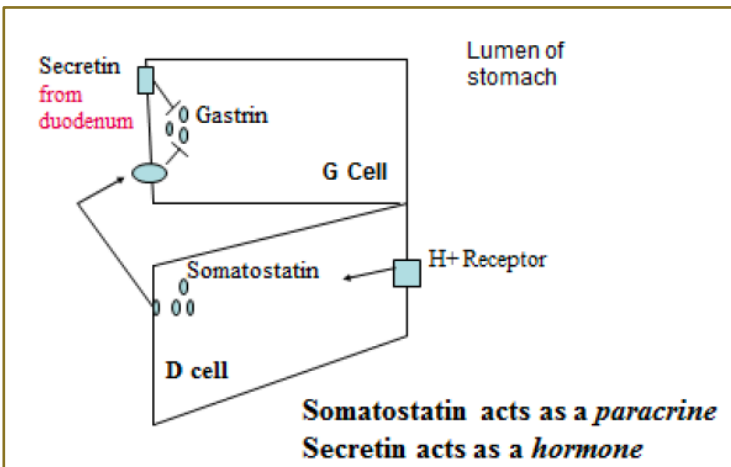 Lumen of
stomach
Secretin
from
duodenum
Gastrin
G Cell
Somatostatin
H+ Receptor
D cell
Somatostatin acts as a paracrine
Secretin acts as a hormone